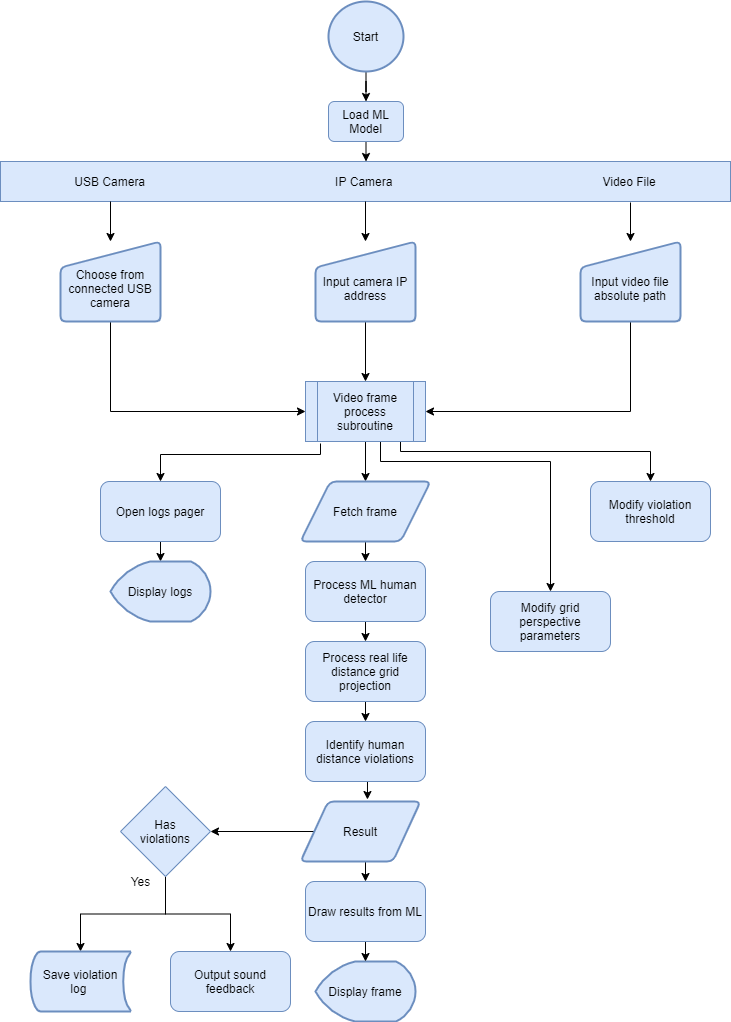 Start
Load ML
Model
USB Camera
IP Camera
Video File
Choose from
connected USB
camera
Input camera IP
address
Input video file
absolute path
Video frame
process
subroutine
Open logs pager
Fetch frame
Modify violation
threshold
Display logs
Process ML human
detector
Modify grid
perspective
parameters
Process real life
distance grid
projection
Identify human
distance violations
Has
violations
Result
Yes
Draw results from ML
Save violation
log
Output sound
feedback
Display frame